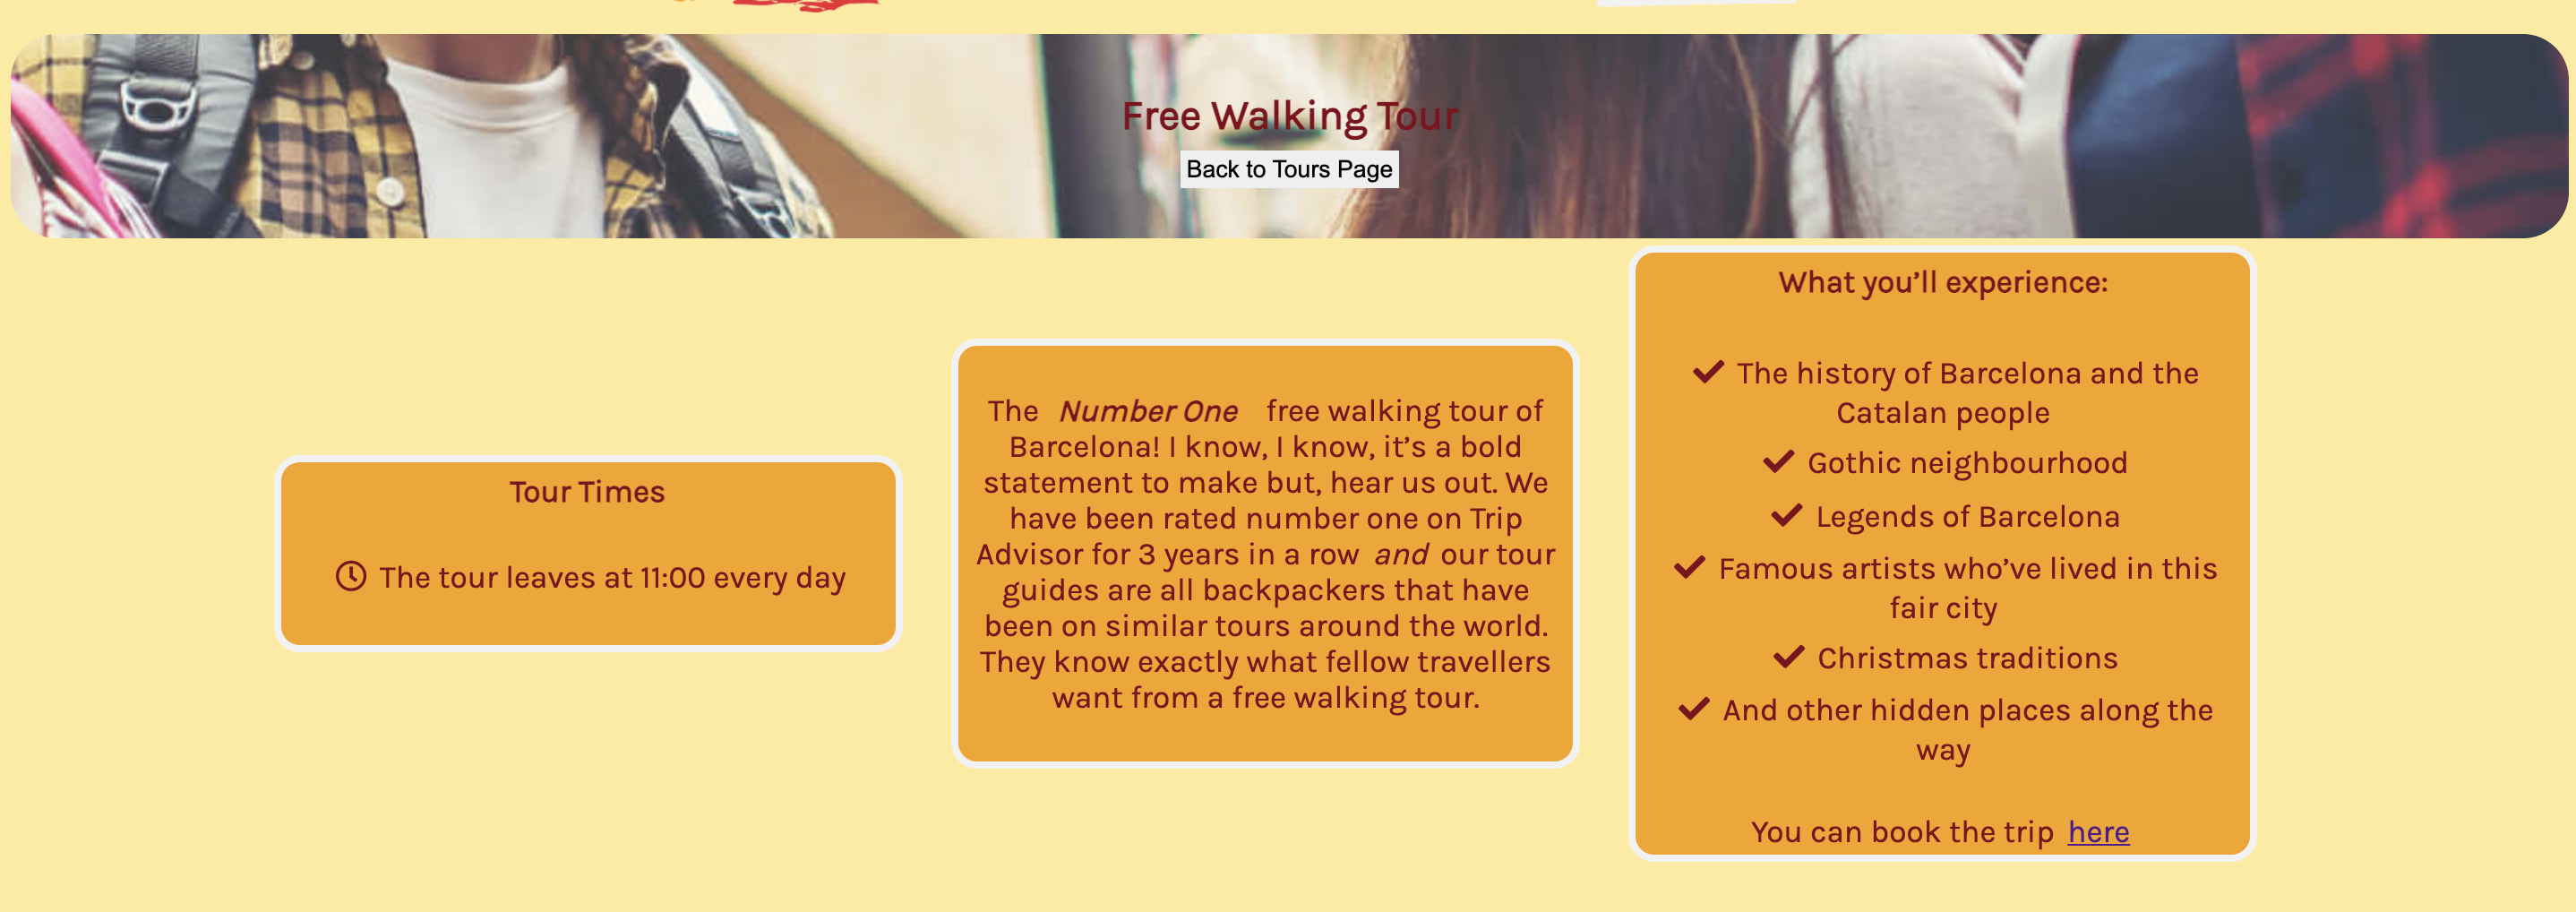 Free Walking Tour
Back to Tours Page
Tour Times
The tour leaves at 11:00 every day
The Number One free walking tour of
Barcelona! I know, I know, it’s a bold
statement to make but, hear us out. We
have been rated number one on Trip
Advisor for 3 years in a row and our tour
guides are all backpackers that have
been on similar tours around the world.
They know exactly what fellow travellers
want from a free walking tour.
What you’ll experience:
The history of Barcelona and the
Catalan people
Gothic neighbourhood
Legends of Barcelona
Famous artists who’ve lived in this
fair city
Christmas traditions
And other hidden places along the
way
You can book the trip here